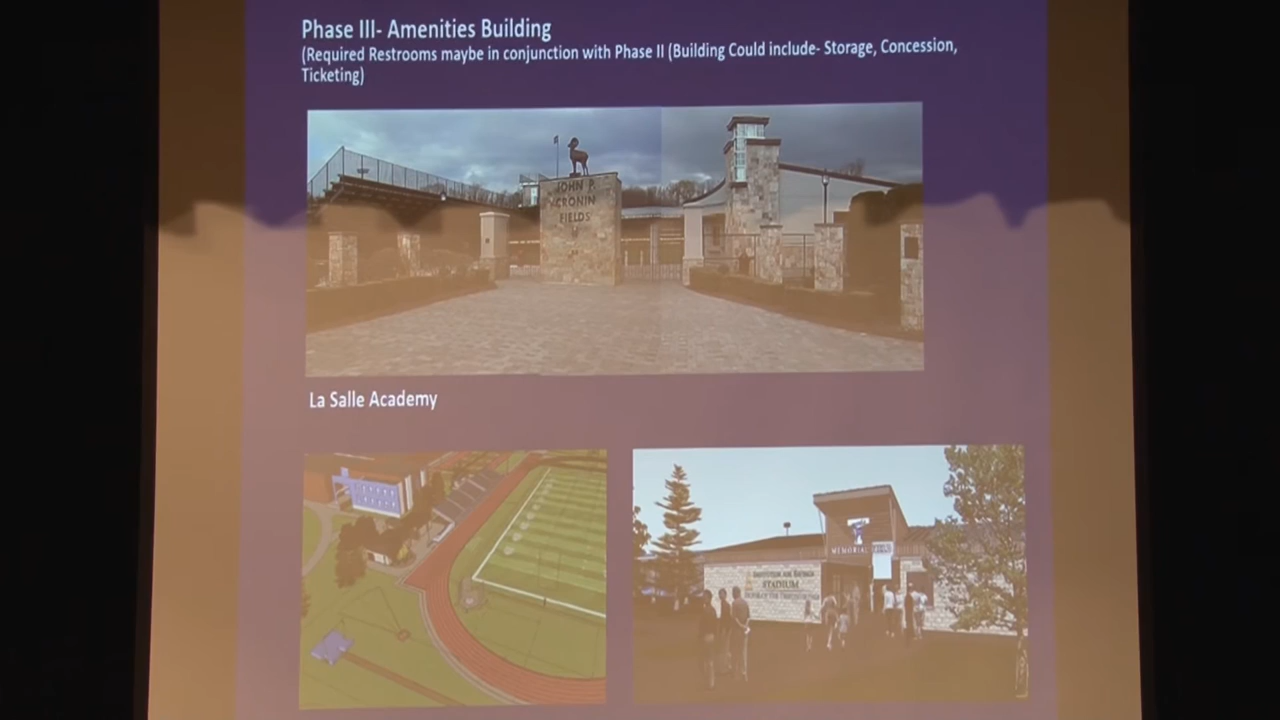 Phase III- Amenities Building
(Required Restrooms maybe in conjunction with Phase II (Building Could include- Storage, Concession,
Ticketing)
JOHN P.
CRONIN
FIELDS
La Salle Academy
MEMORIAL FIELD
STADIUM